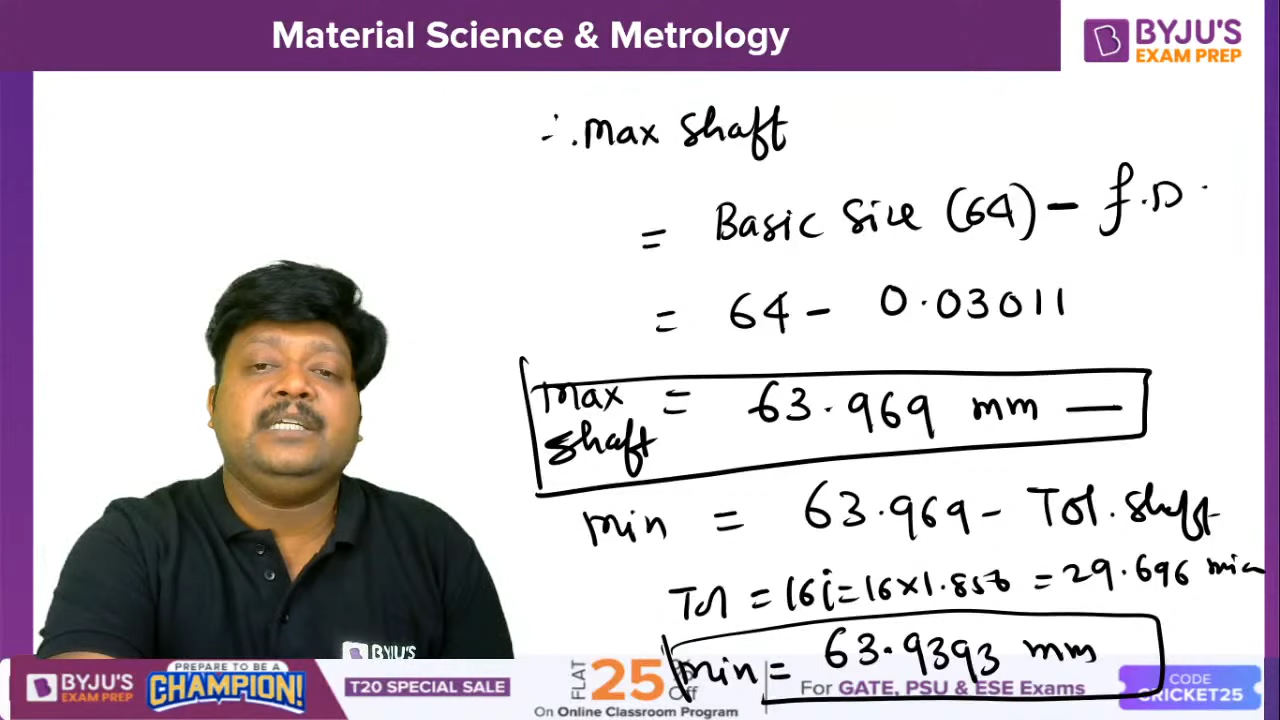 Material Science & Metrology
BYJU'S
EXAM PREP
∴ Max Shaft
= Basic Size (64) - f.D.
= 64 - 0.03011
Max shaft = 63.969 mm —
min = 63.969 - Tol. Shaft
Tol = 16i = 16 x 1.856 = 29.696 mic
min = 63.9393 mm
BYJU'S
BYJU'S
EXAM PREP
PREPARE TO BE A
CHAMPION!
T20 SPECIAL SALE
FLAT 25% Off
On Online Classroom Program
For GATE, PSU & ESE Exams
CODE
CRICKET25